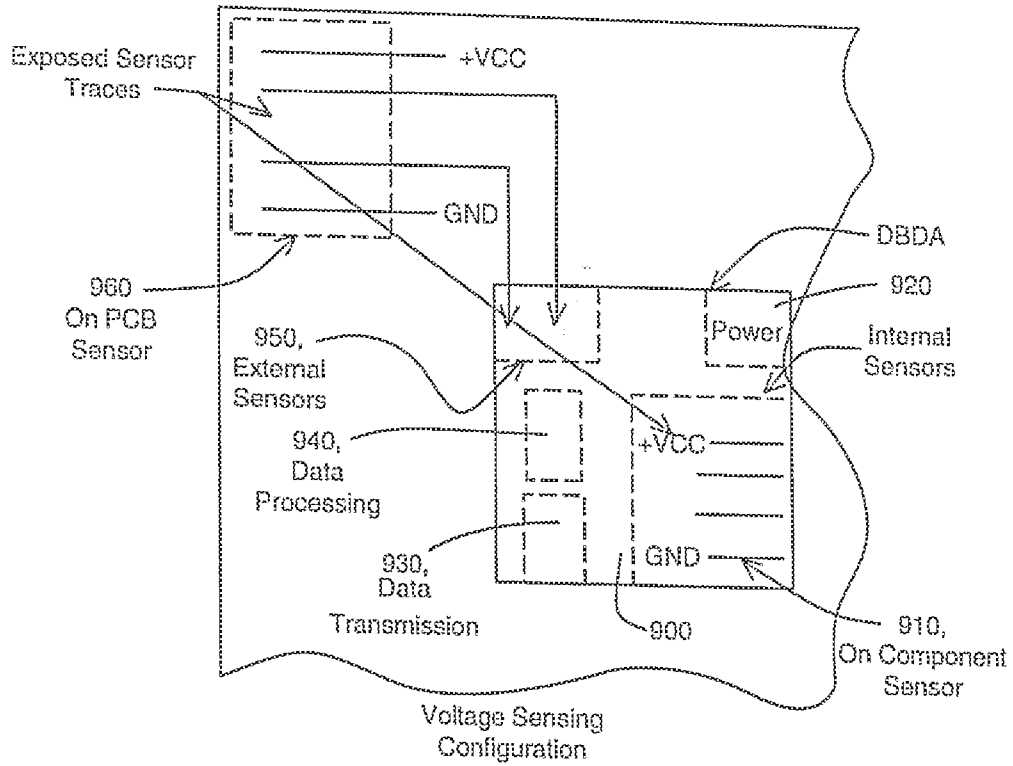 Exposed Sensor
Traces
+VCC
GND
DBDA
960
On PCB
Sensor
920
Power
Internal
Sensors
950,
External
Sensors
+VCC
940,
Data
Processing
GND
930,
Data
Transmission
900
910,
On Component
Sensor
Voltage Sensing
Configuration